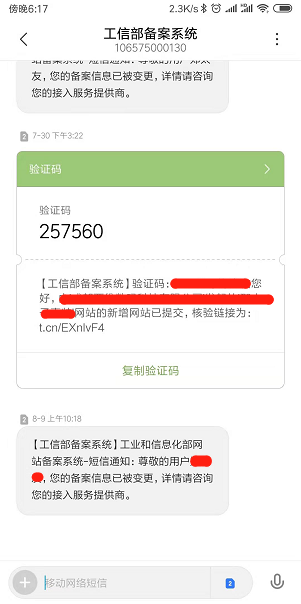 傍晚6:17
2.3K/s
工信部备案系统
106575000130
友,您的备案信息已被变更,详情请咨询
您的接入服务提供商。
7-30 下午3:22
验证码
验证码
257560
【工信部备案系统】验证码:
您
好,
网站的新增网站已提交,核验链接为:
t.cn/EXnlvF4
复制验证码
8-9 上午10:18
【工信部备案系统】工业和信息化部网
站备案系统-短信通知:尊敬的用户
,您的备案信息已被变更,详情请咨询
您的接入服务提供商。
移动网络短信
2